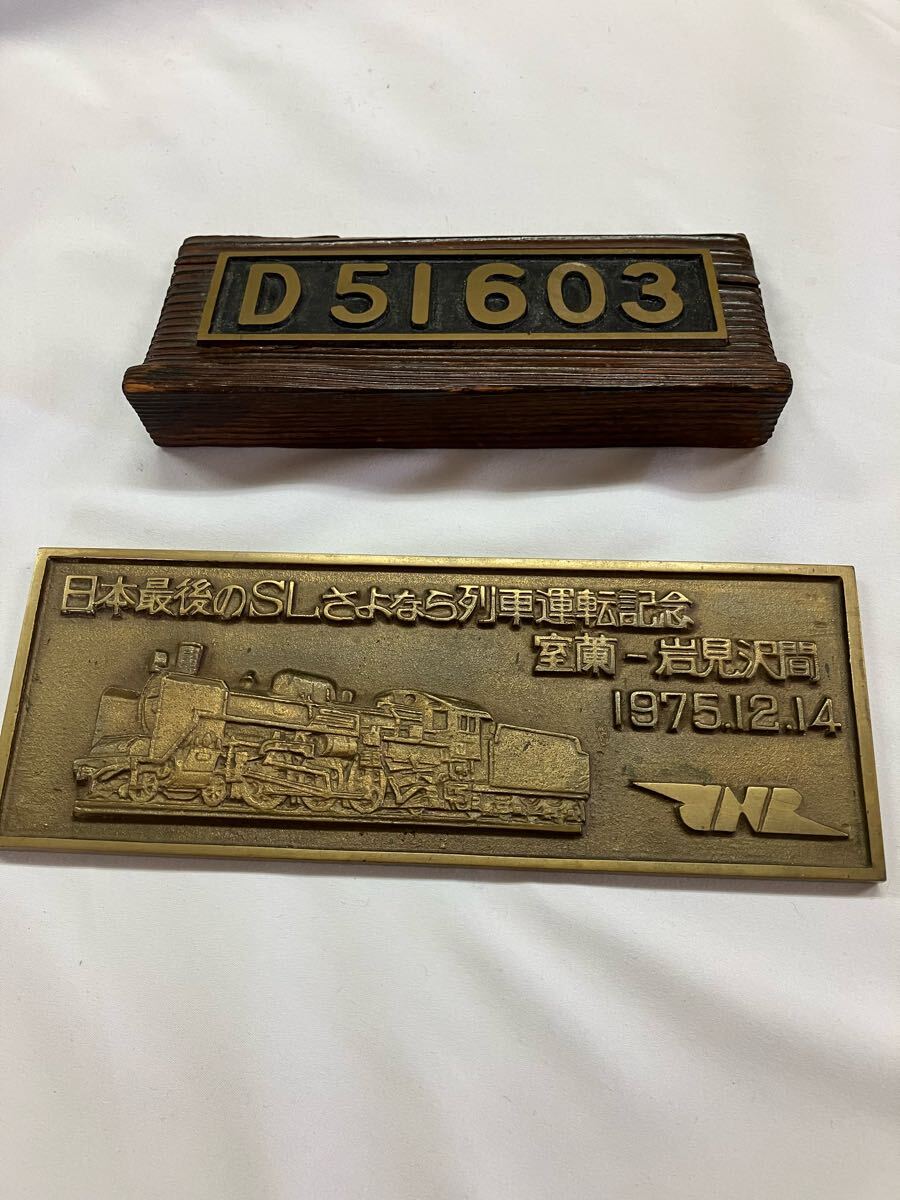 D51603
日本最後のSLさよなら列車運転記念
室蘭-岩見沢間
1975.12.14
JNR